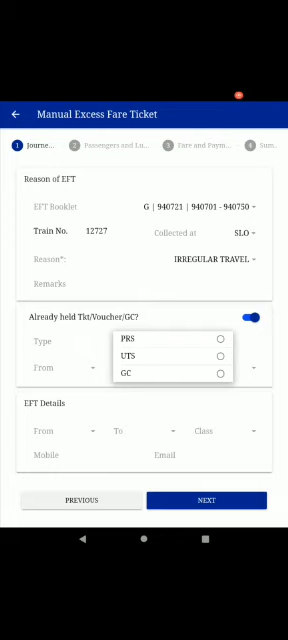 Manual Excess Fare Ticket
1 Journe... 2 Passengers and Lu... 3 Fare and Paym... 4 Sum...
Reason of EFT
EFT Booklet G | 940721 | 940701 - 940750
Train No. 12727 Collected at SLO
Reason*: IRREGULAR TRAVEL
Remarks
Already held Tkt/Voucher/GC?
Type
PRS
UTS
GC
From
EFT Details
From To Class
Mobile Email
PREVIOUS NEXT